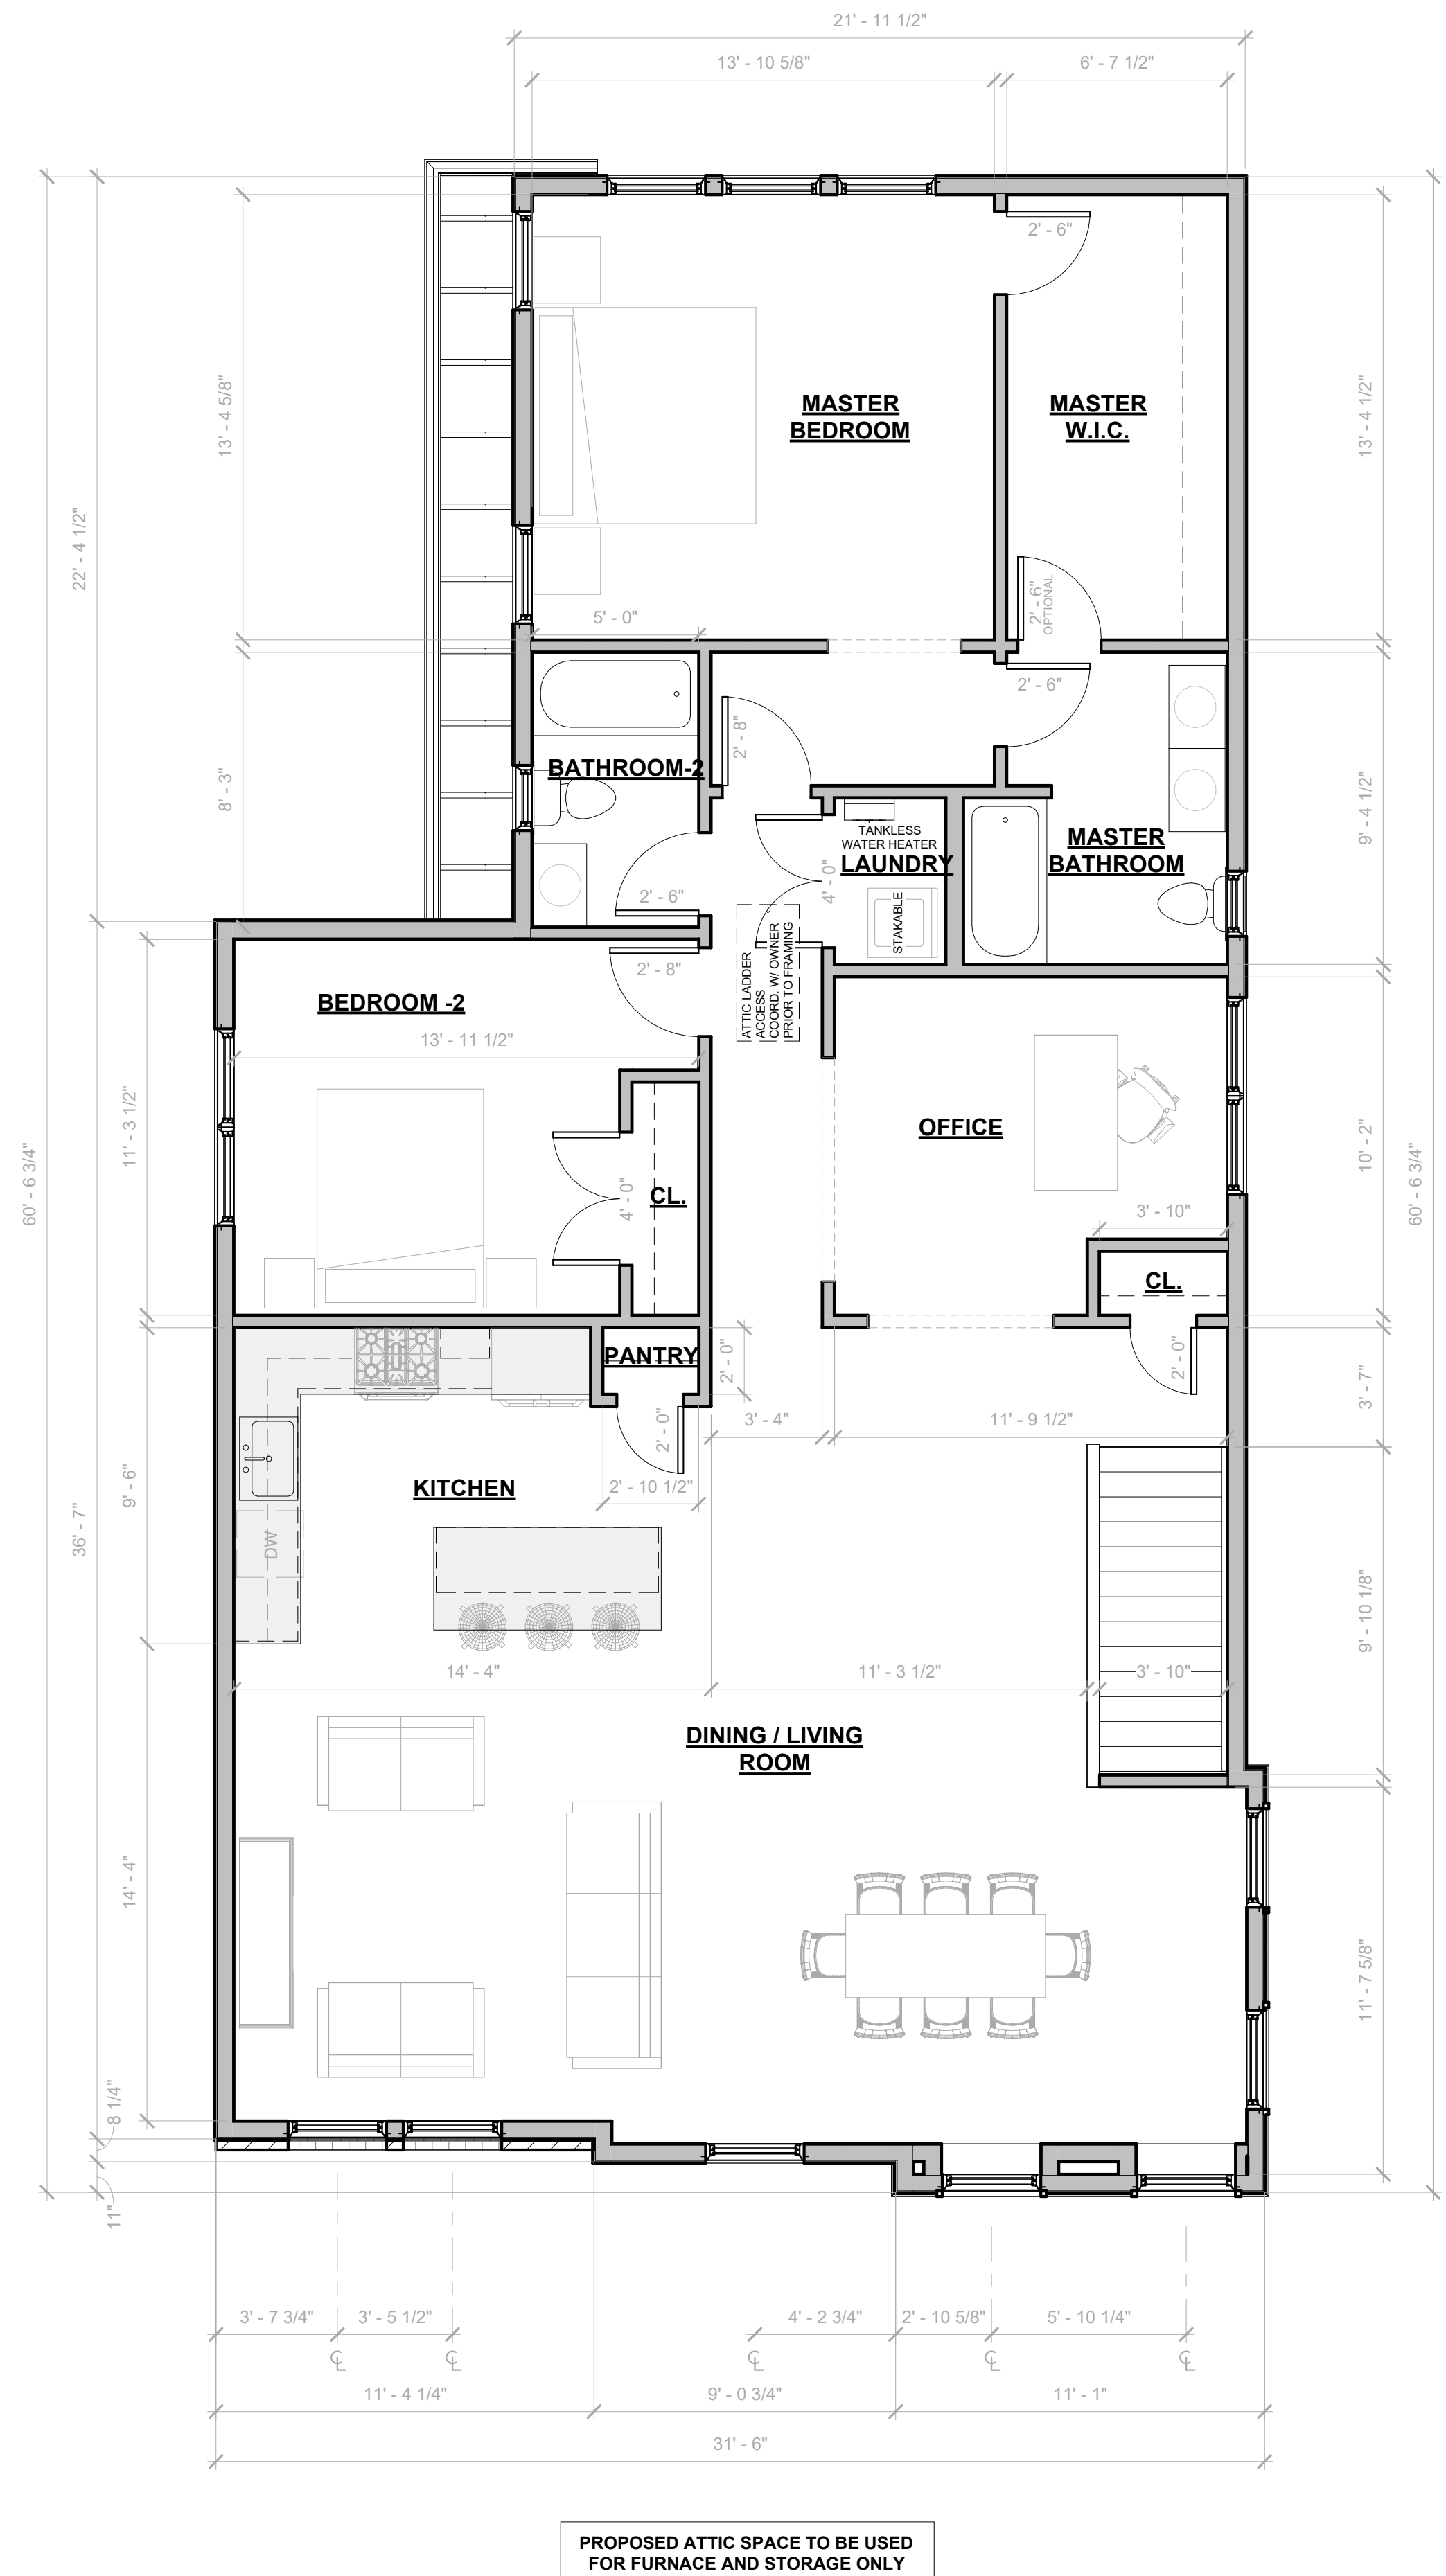 21' - 11 1/2"
13' - 10 5/8"
6' - 7 1/2"
2' - 6"
13' - 4 5/8"
MASTER
BEDROOM
MASTER
W.I.C.
13' - 4 1/2"
22' - 4 1/2"
5' - 0"
2' - 6"
OPTIONAL
2' - 6"
2' - 8"
8' - 3"
BATHROOM-2
TANKLESS
WATER HEATER
LAUNDRY
MASTER
BATHROOM
9' - 4 1/2"
2' - 6"
4' - 0"
STAKABLE
2' - 8"
ATTIC LADDER
ACCESS
COORD. W/ OWNER
PRIOR TO FRAMING
BEDROOM -2
13' - 11 1/2"
11' - 3 1/2"
OFFICE
10' - 2"
60' - 6 3/4"
60' - 6 3/4"
4' - 0"
CL.
3' - 10"
CL.
PANTRY
2' - 0"
2' - 0"
3' - 7"
2' - 0"
3' - 4"
11' - 9 1/2"
9' - 6"
KITCHEN
2' - 10 1/2"
36' - 7"
DW
9' - 10 1/8"
14' - 4"
11' - 3 1/2"
3' - 10"
DINING / LIVING
ROOM
14' - 4"
11' - 7 5/8"
8 1/4"
11"
3' - 7 3/4"
3' - 5 1/2"
4' - 2 3/4"
2' - 10 5/8"
5' - 10 1/4"
℄
℄
℄
℄
℄
11' - 4 1/4"
9' - 0 3/4"
11' - 1"
31' - 6"
PROPOSED ATTIC SPACE TO BE USED
FOR FURNACE AND STORAGE ONLY